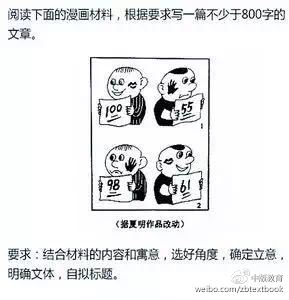 阅读下面的漫画材料，根据要求写一篇不少于800字的
文章。
100
55
1
98
61
2
(据夏明作品改动)
要求：结合材料的内容和寓意，选好角度，确定立意，
明确文体，自拟标题。
@中版教育
weibo.com/zbtextbook